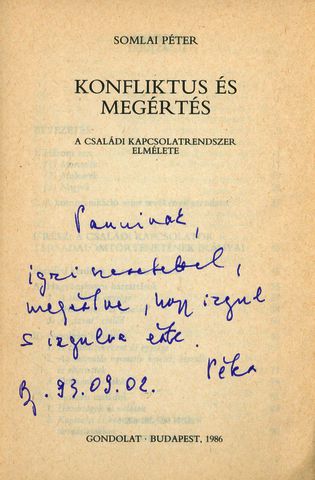 SOMLAI PÉTER
KONFLIKTUS ÉS
MEGÉRTÉS
A CSALÁDI KAPCSOLATRENDSZER
ELMÉLETE
Panninak,
igazi szeretettel,
megértve, hogy izgul
s izgulva érte.
Péter
Bp. 93.09.02.
GONDOLAT · BUDAPEST, 1986